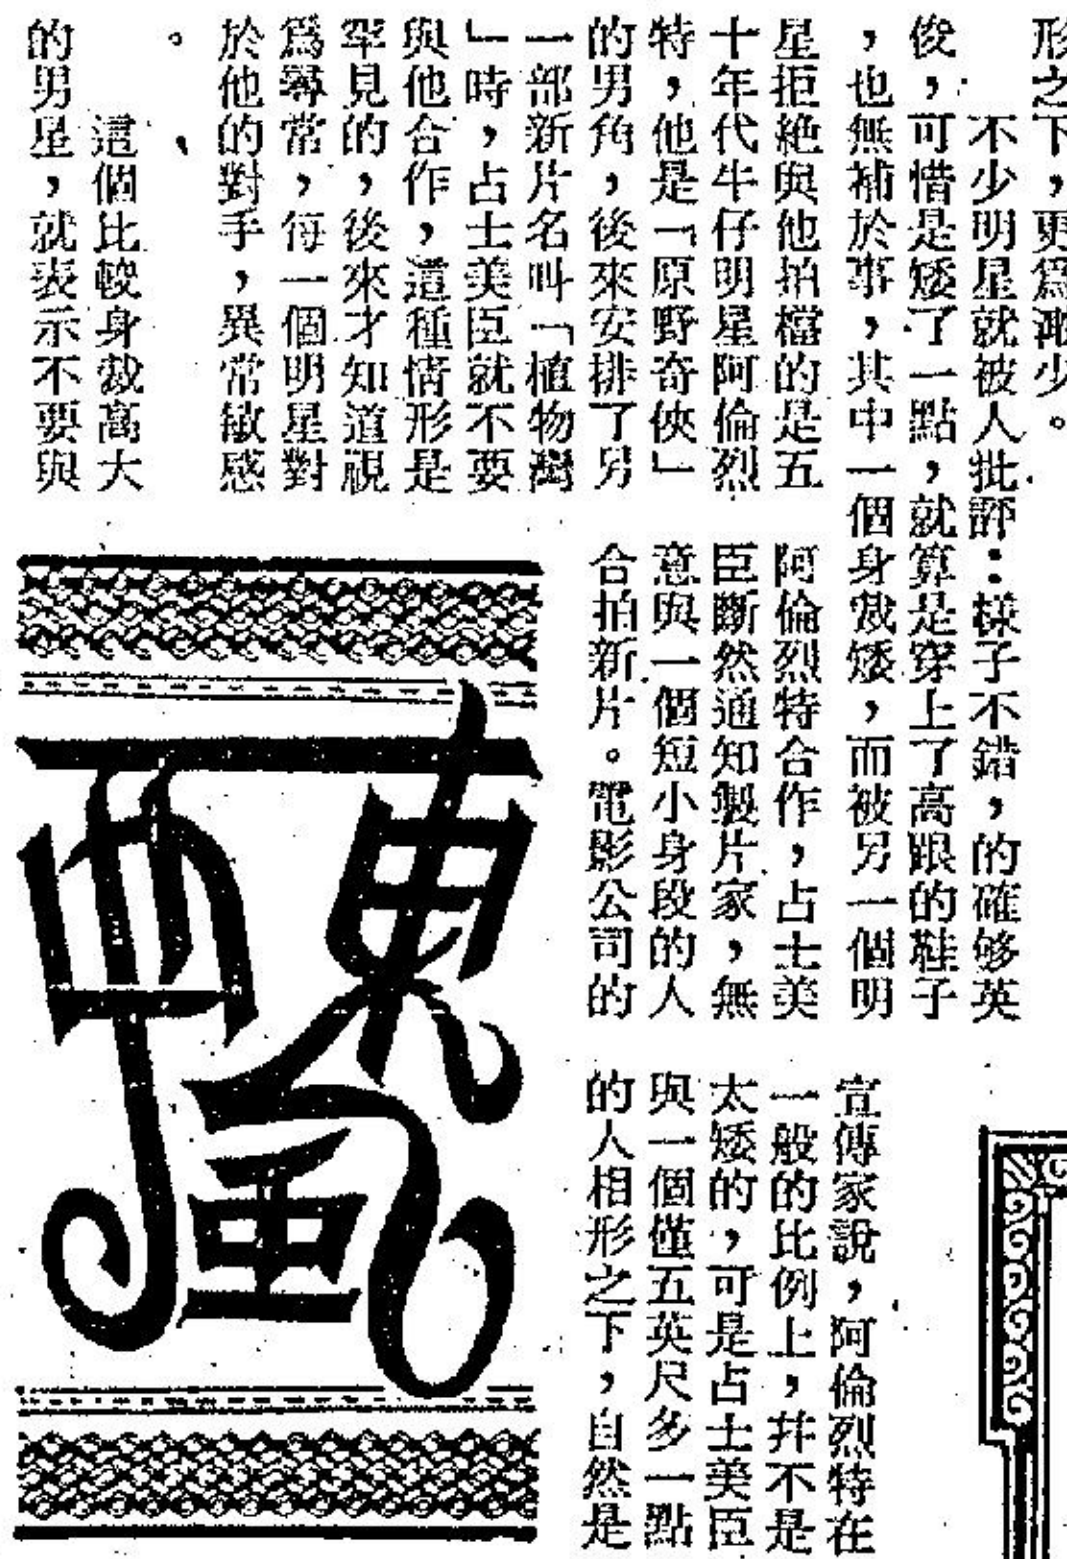 形之下,更爲渺少。
不少明星就被人批評:樣子不錯,的確够英
俊,可惜是矮了一點,就算是穿上了高跟的鞋子
,也無補於事,其中一個身裁矮,而被另一個明
星拒絕與他拍檔的是五
十年代牛仔明星阿倫烈
特,他是「原野奇俠」
的男角,後來安排了另
一部新片名叫「植物灣
」時,占士美臣就不要
與他合作,這種情形是
罕見的,後來才知道視
爲尋常,每一個明星對
於他的對手,異常敏感
。
這個比較身裁高大
的男星,就表示不要與
阿倫烈特合作,占士美
臣斷然通知製片家,無
意與一個短小身段的人
合拍新片。電影公司的
宣傳家說,阿倫烈特在
一般的比例上,幷不是
太矮的,可是占士美臣
與一個僅五英尺多一點
的人相形之下,自然是